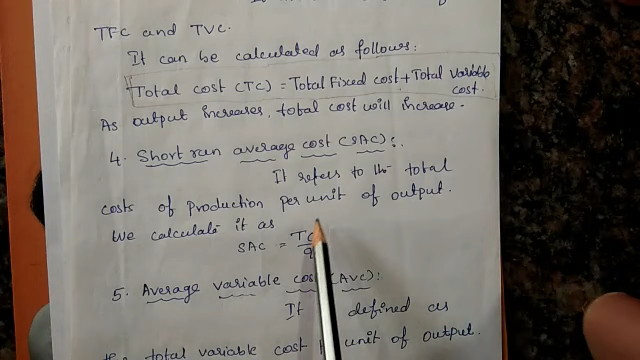 TFC and TVC.
It can be calculated as follows:
Total cost (TC) = Total Fixed cost + Total variable cost.
As output increases, total cost will increase.
4. Short run average cost (SAC):
It refers to the total
costs of production per unit of output.
We calculate it as
SAC = TC
5. Average variable (AVC):
It defined as
total variable cost unit of output.